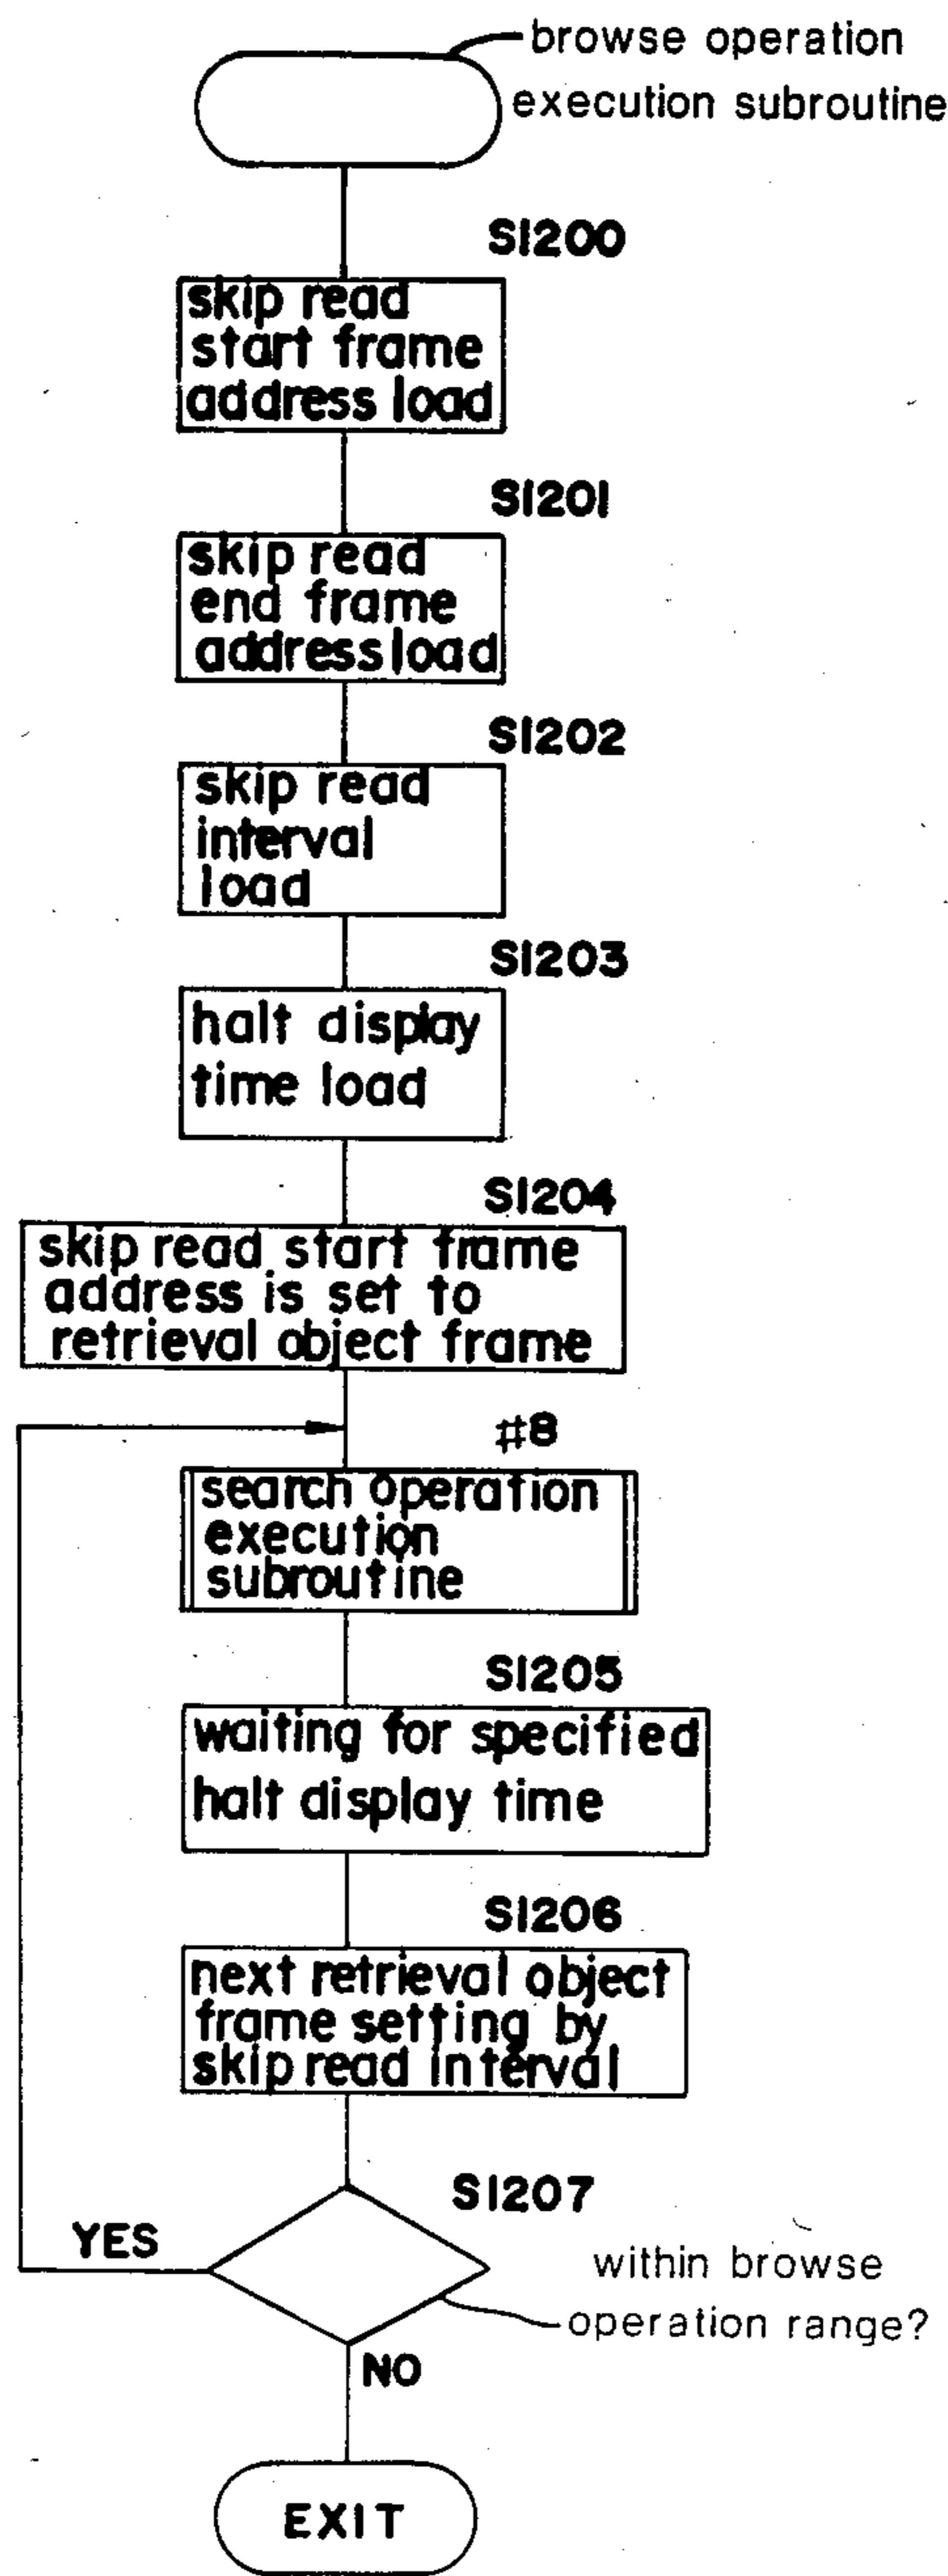 browse operation
execution subroutine
S1200
skip read
start frame
address load
S1201
skip read
end frame
address load
S1202
skip read
interval
load
S1203
halt display
time load
S1204
skip read start frame
address is set to
retrieval object frame
#8
search operation
execution
subroutine
S1205
waiting for specified
halt display time
S1206
next retrieval object
frame setting by
skip read interval
S1207
YES
within browse
operation range?
NO
EXIT